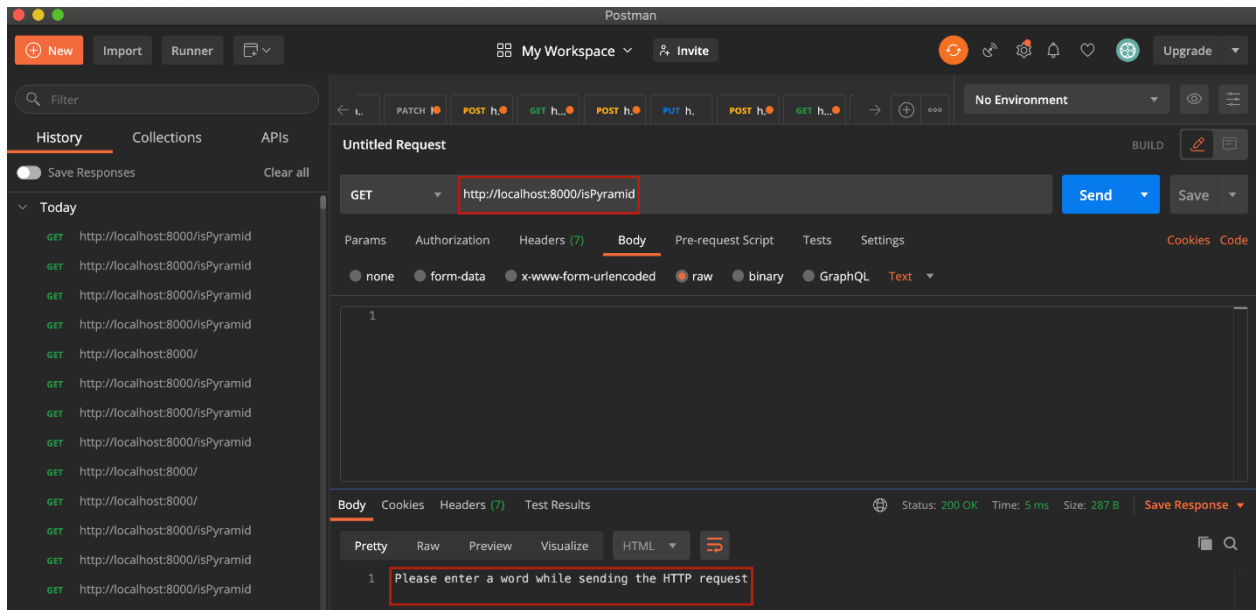 Postman
New Import Runner My Workspace Invite Upgrade
Filter
History Collections APIs
Save Responses Clear all
Today
GET http://localhost:8000/isPyramid
GET http://localhost:8000/isPyramid
GET http://localhost:8000/isPyramid
GET http://localhost:8000/isPyramid
GET http://localhost:8000/
GET http://localhost:8000/isPyramid
GET http://localhost:8000/isPyramid
GET http://localhost:8000/isPyramid
GET http://localhost:8000/
GET http://localhost:8000/
GET http://localhost:8000/isPyramid
GET http://localhost:8000/isPyramid
GET http://localhost:8000/isPyramid
PATCH POST h. GET h... POST h. PUT h. POST h. GET h... No Environment
Untitled Request BUILD
GET http://localhost:8000/isPyramid Send Save
Params Authorization Headers (7) Body Pre-request Script Tests Settings Cookies Code
none form-data x-www-form-urlencoded raw binary GraphQL Text
1
Body Cookies Headers (7) Test Results Status: 200 OK Time: 5 ms Size: 287 B Save Response
Pretty Raw Preview Visualize HTML
1 Please enter a word while sending the HTTP request